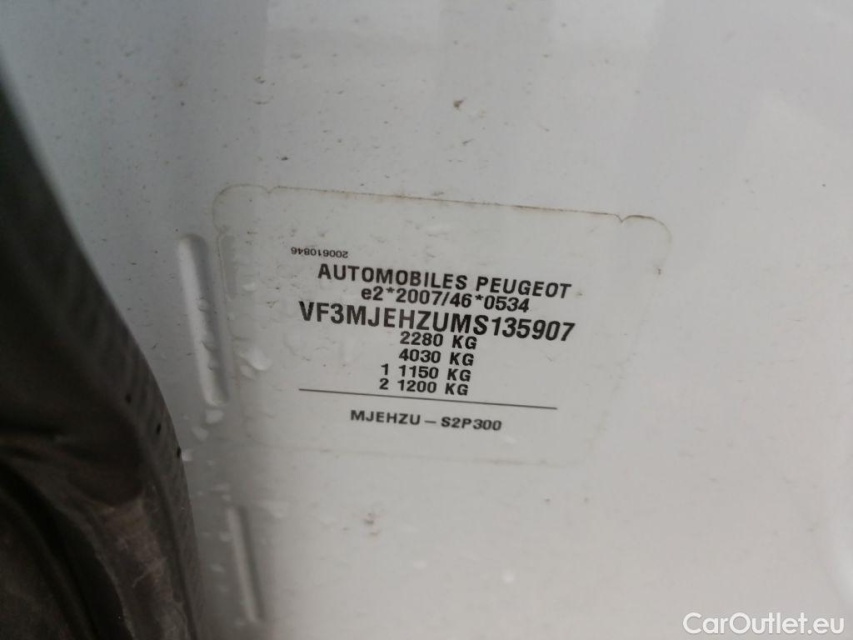 200610846
AUTOMOBILES PEUGEOT
e2*2007/46*0534
VF3MJEHZUMS135907
2280 KG
4030 KG
1 1150 KG
2 1200 KG
MJEHZU – S2P300
CarOutlet.eu